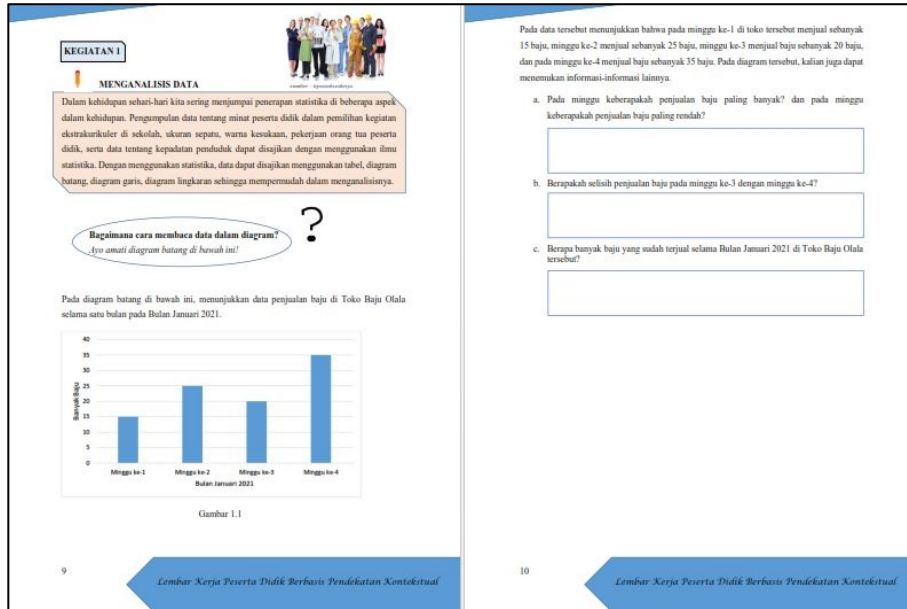 KEGIATAN 1
MENGANALISIS DATA
Dalam kehidupan sehari-hari kita sering menjumpai penerapan statistika di beberapa aspek
dalam kehidupan. Pengumpulan data tentang minat peserta didik dalam pemilihan kegiatan
ekstrakurikuler di sekolah, ukuran sepatu, warna kesukaan, pekerjaan orang tua peserta
didik, serta data tentang kepadatan penduduk dapat disajikan dengan menggunakan ilmu
statistika. Dengan menggunakan statistika, data dapat disajikan menggunakan tabel, diagram
batang, diagram garis, diagram lingkaran sehingga mempermudah dalam menganalisisnya.
Bagaimana cara membaca data dalam diagram?
Ayo amati diagram batang di bawah ini!
?
Pada diagram batang di bawah ini, menunjukkan data penjualan baju di Toko Baju Olala
selama satu bulan pada Bulan Januari 2021.
Banyak Baju
40
35
30
25
20
15
10
5
0
Minggu ke-1 Minggu ke-2 Minggu ke-3 Minggu ke-4
Bulan Januari 2021
Gambar 1.1
9
Lembar Kerja Peserta Didik Berbasis Pendekatan Kontekstual
Pada data tersebut menunjukkan bahwa pada minggu ke-1 di toko tersebut menjual sebanyak
15 baju, minggu ke-2 menjual sebanyak 25 baju, minggu ke-3 menjual baju sebanyak 20 baju,
dan pada minggu ke-4 menjual baju sebanyak 35 baju. Pada diagram tersebut, kalian juga dapat
menemukan informasi-informasi lainnya.
a. Pada minggu keberapakah penjualan baju paling banyak? dan pada minggu
keberapakah penjualan baju paling rendah?
b. Berapakah selisih penjualan baju pada minggu ke-3 dengan minggu ke-4?
c. Berapa banyak baju yang sudah terjual selama Bulan Januari 2021 di Toko Baju Olala
tersebut?
10
Lembar Kerja Peserta Didik Berbasis Pendekatan Kontekstual